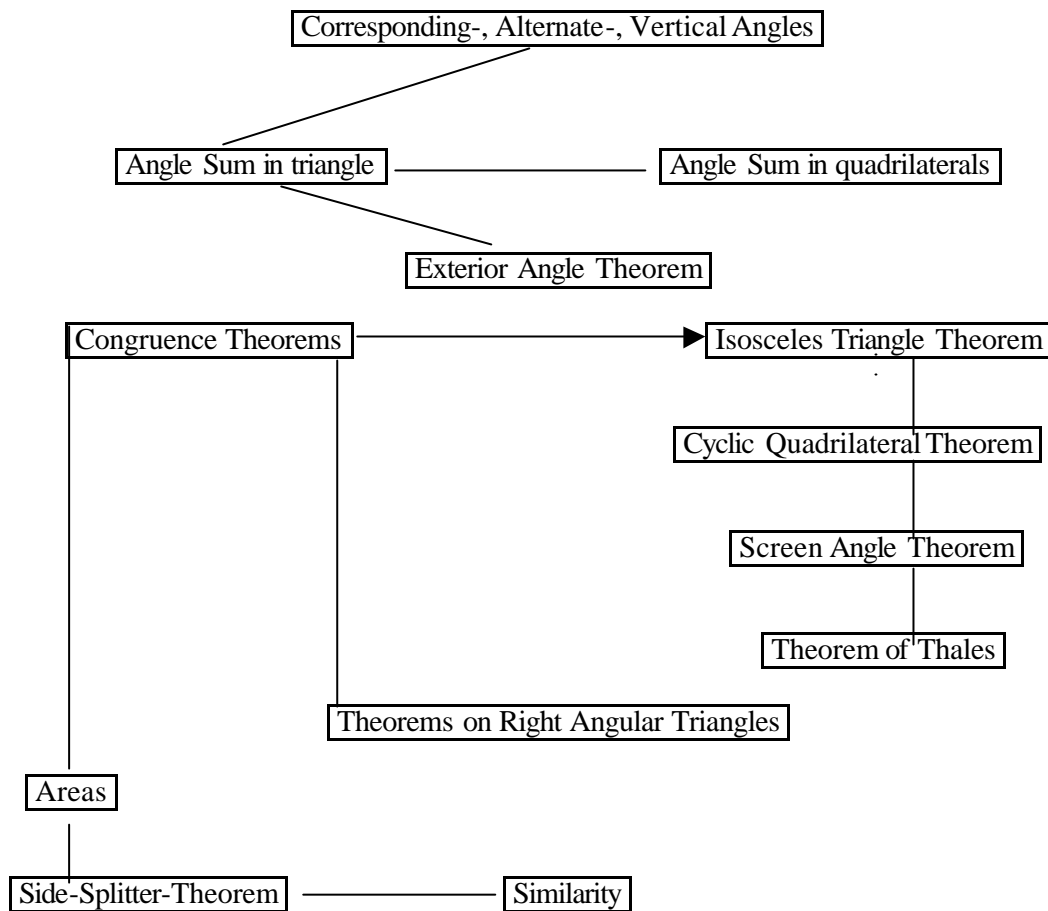 Corresponding-, Alternate-, Vertical Angles
Angle Sum in triangle
Angle Sum in quadrilaterals
Exterior Angle Theorem
Congruence Theorems
Isosceles Triangle Theorem
Cyclic Quadrilateral Theorem
Screen Angle Theorem
Theorem of Thales
Theorems on Right Angular Triangles
Areas
Side-Splitter-Theorem
Similarity